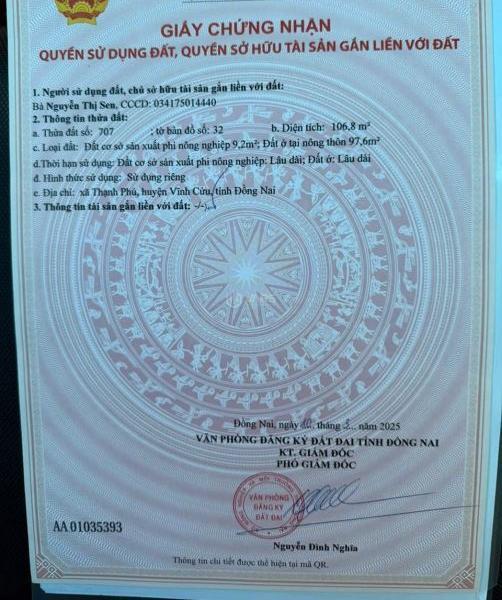 GIẤY CHỨNG NHẬN
QUYỀN SỬ DỤNG ĐẤT, QUYỀN SỞ HỮU TÀI SẢN GẮN LIỀN VỚI ĐẤT
1. Người sử dụng đất, chủ sở hữu tài sản gắn liền với đất:
Bà Nguyễn Thị Sen, CCCD: 034175014440
2. Thông tin thửa đất:
a. Thửa đất số: 707 ; tờ bản đồ số: 32 b. Diện tích: 106,8 m²
c. Loại đất: Đất cơ sở sản xuất phi nông nghiệp 9,2m²; Đất ở tại nông thôn 97,6m²
d.Thời hạn sử dụng: Đất cơ sở sản xuất phi nông nghiệp: Lâu dài; Đất ở: Lâu dài
đ. Hình thức sử dụng: Sử dụng riêng
e. Địa chỉ: xã Thạnh Phú, huyện Vĩnh Cửu, tỉnh Đồng Nai
3. Thông tin tài sản gắn liền với đất: -/-
Đồng Nai, ngày tháng năm 2025
VĂN PHÒNG ĐĂNG KÝ ĐẤT ĐAI TỈNH ĐỒNG NAI
KT. GIÁM ĐỐC
PHÓ GIÁM ĐỐC
VĂN PHÒNG
ĐĂNG KÝ
ĐẤT ĐAI
AA 01035393
Nguyễn Đình Nghĩa
Thông tin chi tiết được thể hiện tại mã QR.